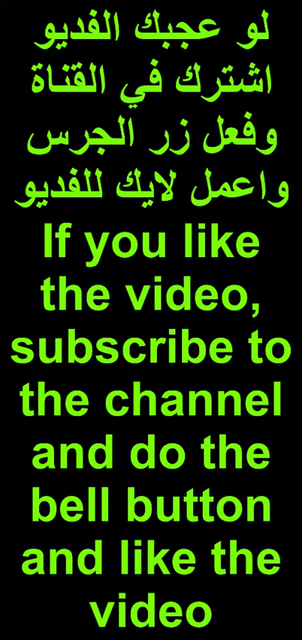 لو عجبك الفديو
اشترك في القناة
وفعل زر الجرس
واعمل لايك للفديو
If you like
the video,
subscribe to
the channel
and do the
bell button
and like the
video